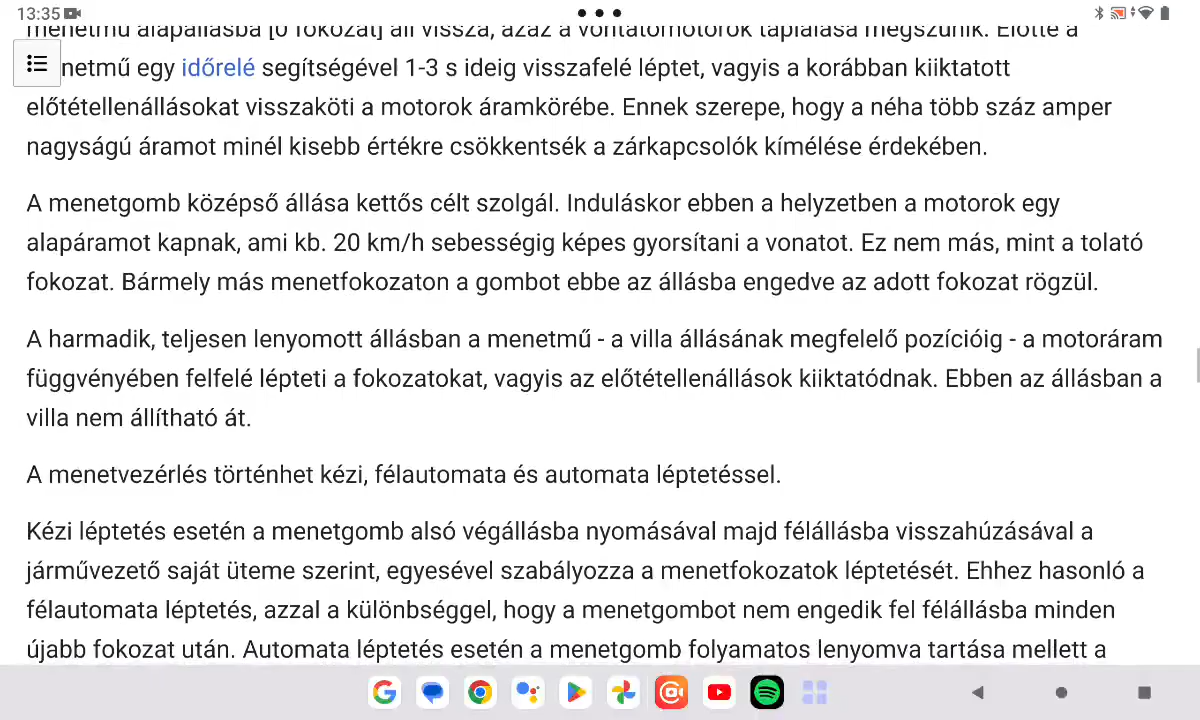 13:35
menetmű alapállásba [0 fokozat] áll vissza, azaz a vontatómotorok táplálása megszűnik. Előtte a
netmű egy időrelé segítségével 1-3 s ideig visszafelé léptet, vagyis a korábban kiiktatott
előtétellenállásokat visszaköti a motorok áramkörébe. Ennek szerepe, hogy a néha több száz amper
nagyságú áramot minél kisebb értékre csökkentsék a zárkapcsolók kímélése érdekében.
A menetgomb középső állása kettős célt szolgál. Induláskor ebben a helyzetben a motorok egy
alapáramot kapnak, ami kb. 20 km/h sebességig képes gyorsítani a vonatot. Ez nem más, mint a tolató
fokozat. Bármely más menetfokozaton a gombot ebbe az állásba engedve az adott fokozat rögzül.
A harmadik, teljesen lenyomott állásban a menetmű - a villa állásának megfelelő pozícióig - a motoráram
függvényében felfelé lépteti a fokozatokat, vagyis az előtétellenállások kiiktatódnak. Ebben az állásban a
villa nem állítható át.
A menetvezérlés történhet kézi, félautomata és automata léptetéssel.
Kézi léptetés esetén a menetgomb alsó végállásba nyomásával majd félállásba visszahúzásával a
járművezető saját üteme szerint, egyesével szabályozza a menetfokozatok léptetését. Ehhez hasonló a
félautomata léptetés, azzal a különbséggel, hogy a menetgombot nem engedik fel félállásba minden
újabb fokozat után. Automata léptetés esetén a menetgomb folyamatos lenyomva tartása mellett a